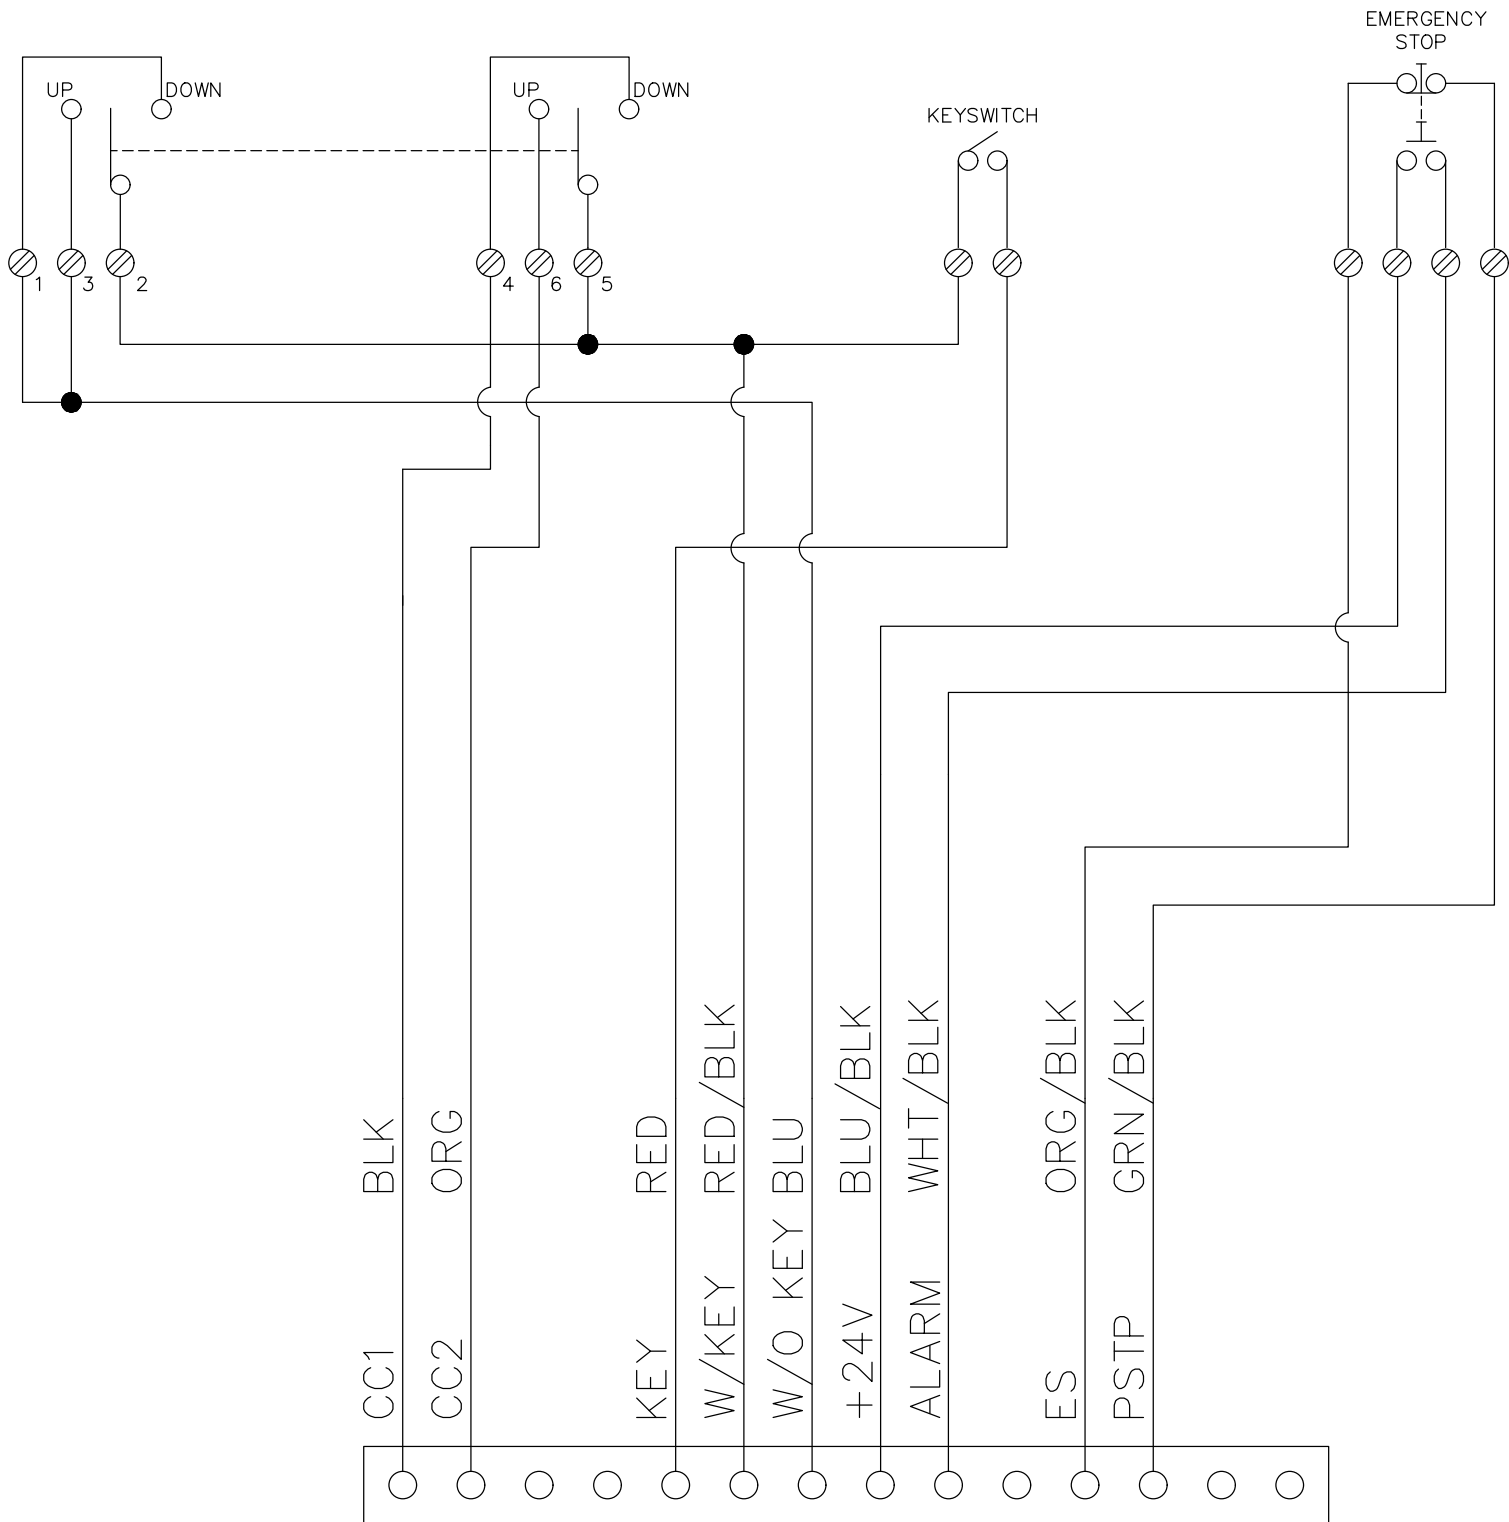 EMERGENCY
STOP
UP
DOWN
UP
DOWN
KEYSWITCH
1
3
2
4
6
5
BLK
ORG
RED
RED/BLK
BLU
BLU/BLK
WHT/BLK
ORG/BLK
GRN/BLK
CC1
CC2
KEY
W/KEY
W/O KEY
+24V
ALARM
ES
PSTP